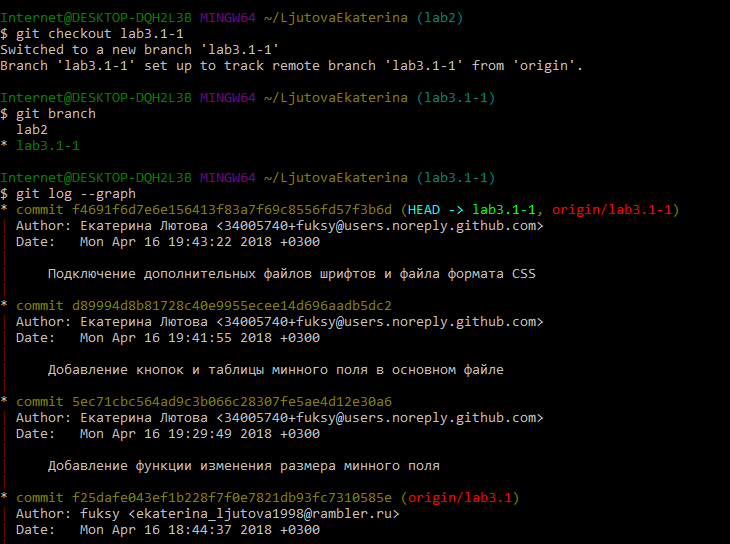 Internet@DESKTOP-DQH2L3B MINGW64 ~/LjutovaEkaterina (lab2)
$ git checkout lab3.1-1
Switched to a new branch 'lab3.1-1'
Branch 'lab3.1-1' set up to track remote branch 'lab3.1-1' from 'origin'.
Internet@DESKTOP-DQH2L3B MINGW64 ~/LjutovaEkaterina (lab3.1-1)
$ git branch
  lab2
* lab3.1-1
Internet@DESKTOP-DQH2L3B MINGW64 ~/LjutovaEkaterina (lab3.1-1)
$ git log --graph
* commit f4691f6d7e6e156413f83a7f69c8556fd57f3b6d (HEAD -> lab3.1-1, origin/lab3.1-1)
| Author: Екатерина Лютова <34005740+fuksy@users.noreply.github.com>
| Date:   Mon Apr 16 19:43:22 2018 +0300
|
|     Подключение дополнительных файлов шрифтов и файла формата CSS
|
* commit d89994d8b81728c40e9955ecee14d696aadb5dc2
| Author: Екатерина Лютова <34005740+fuksy@users.noreply.github.com>
| Date:   Mon Apr 16 19:41:55 2018 +0300
|
|     Добавление кнопок и таблицы минного поля в основном файле
|
* commit 5ec71cbc564ad9c3b066c28307fe5ae4d12e30a6
| Author: Екатерина Лютова <34005740+fuksy@users.noreply.github.com>
| Date:   Mon Apr 16 19:29:49 2018 +0300
|
|     Добавление функции изменения размера минного поля
|
* commit f25dafe043ef1b228f7f0e7821db93fc7310585e (origin/lab3.1)
| Author: fuksy <ekaterina_ljutova1998@rambler.ru>
| Date:   Mon Apr 16 18:44:37 2018 +0300